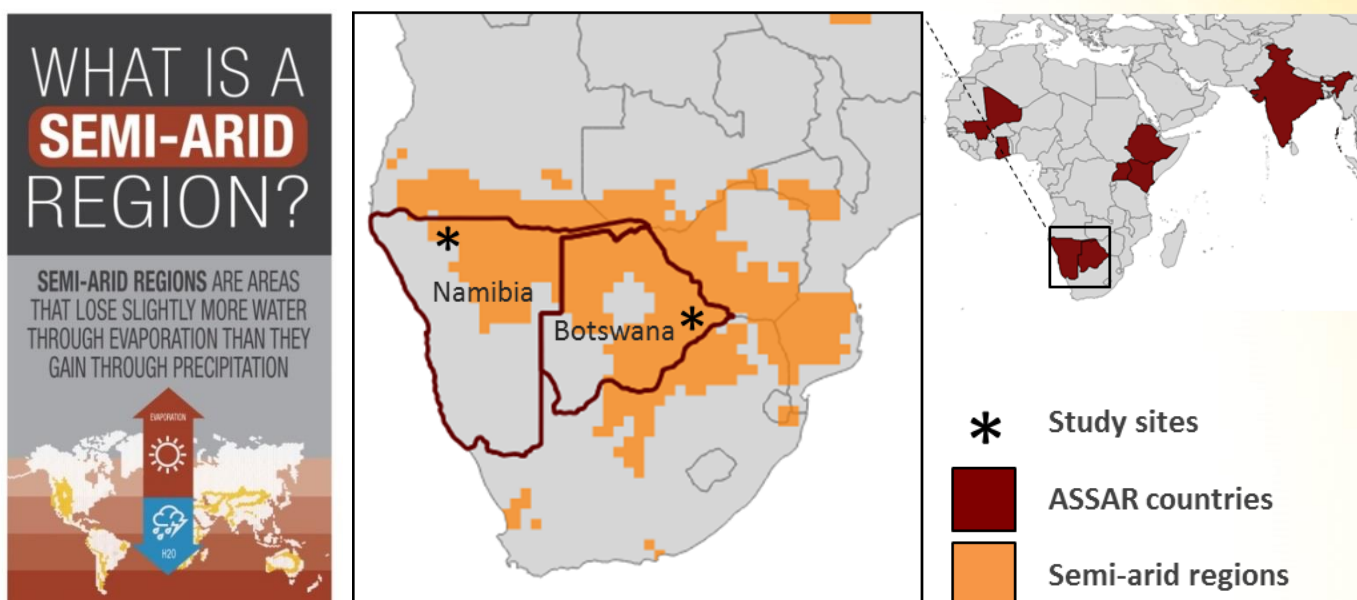 WHAT IS A
SEMI-ARID
REGION?
SEMI-ARID REGIONS ARE AREAS
THAT LOSE SLIGHTLY MORE WATER
THROUGH EVAPORATION THAN THEY
GAIN THROUGH PRECIPITATION
EVAPORATION
H20
Namibia
Botswana
Study sites
ASSAR countries
Semi-arid regions